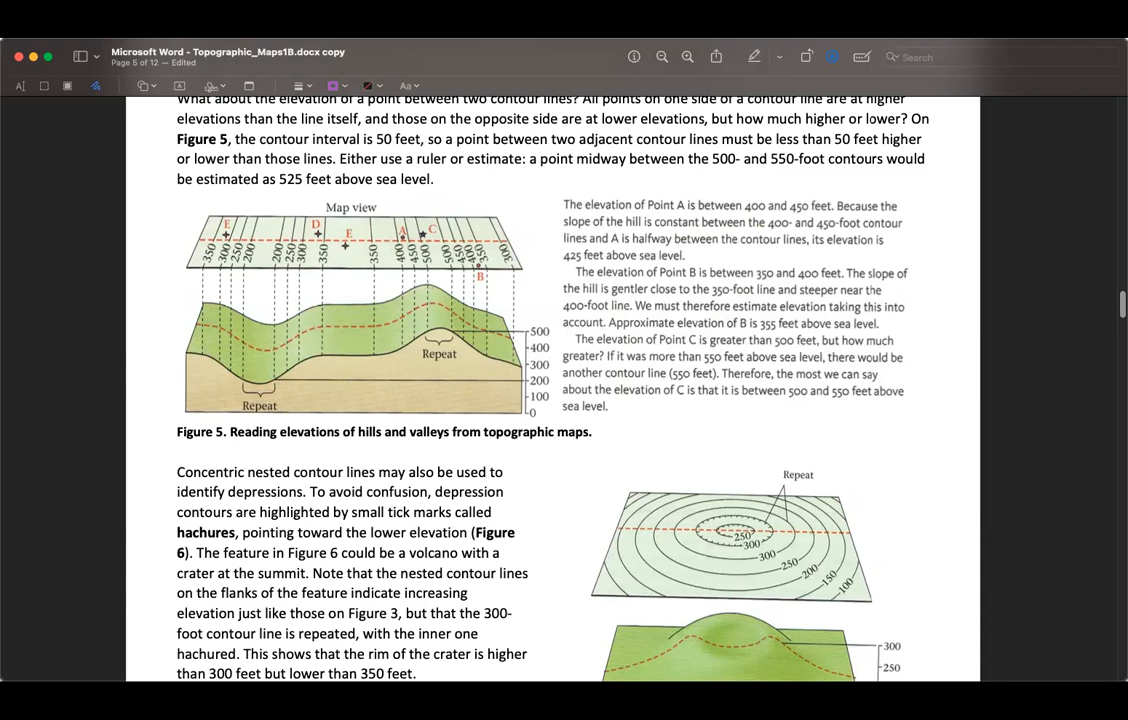 Microsoft Word - Topographic_Maps1B.docx copy
Page 5 of 12 — Edited
Search
What about the elevation of a point between two contour lines? All points on one side of a contour line are at higher
elevations than the line itself, and those on the opposite side are at lower elevations, but how much higher or lower? On
Figure 5, the contour interval is 50 feet, so a point between two adjacent contour lines must be less than 50 feet higher
or lower than those lines. Either use a ruler or estimate: a point midway between the 500- and 550-foot contours would
be estimated as 525 feet above sea level.
Map view
E D E A C
350 300 250 200 200 250 300 350 350 400 450 500 500 450 400 350 300
B
Repeat
Repeat
500
400
300
200
100
0
The elevation of Point A is between 400 and 450 feet. Because the
slope of the hill is constant between the 400- and 450-foot contour
lines and A is halfway between the contour lines, its elevation is
425 feet above sea level.
The elevation of Point B is between 350 and 400 feet. The slope of
the hill is gentler close to the 350-foot line and steeper near the
400-foot line. We must therefore estimate elevation taking this into
account. Approximate elevation of B is 355 feet above sea level.
The elevation of Point C is greater than 500 feet, but how much
greater? If it was more than 550 feet above sea level, there would be
another contour line (550 feet). Therefore, the most we can say
about the elevation of C is that it is between 500 and 550 feet above
sea level.
Figure 5. Reading elevations of hills and valleys from topographic maps.
Concentric nested contour lines may also be used to
identify depressions. To avoid confusion, depression
contours are highlighted by small tick marks called
hachures, pointing toward the lower elevation (Figure
6). The feature in Figure 6 could be a volcano with a
crater at the summit. Note that the nested contour lines
on the flanks of the feature indicate increasing
elevation just like those on Figure 3, but that the 300-
foot contour line is repeated, with the inner one
hachured. This shows that the rim of the crater is higher
than 300 feet but lower than 350 feet.
Repeat
250
300
300
250
200
150
100
300
250